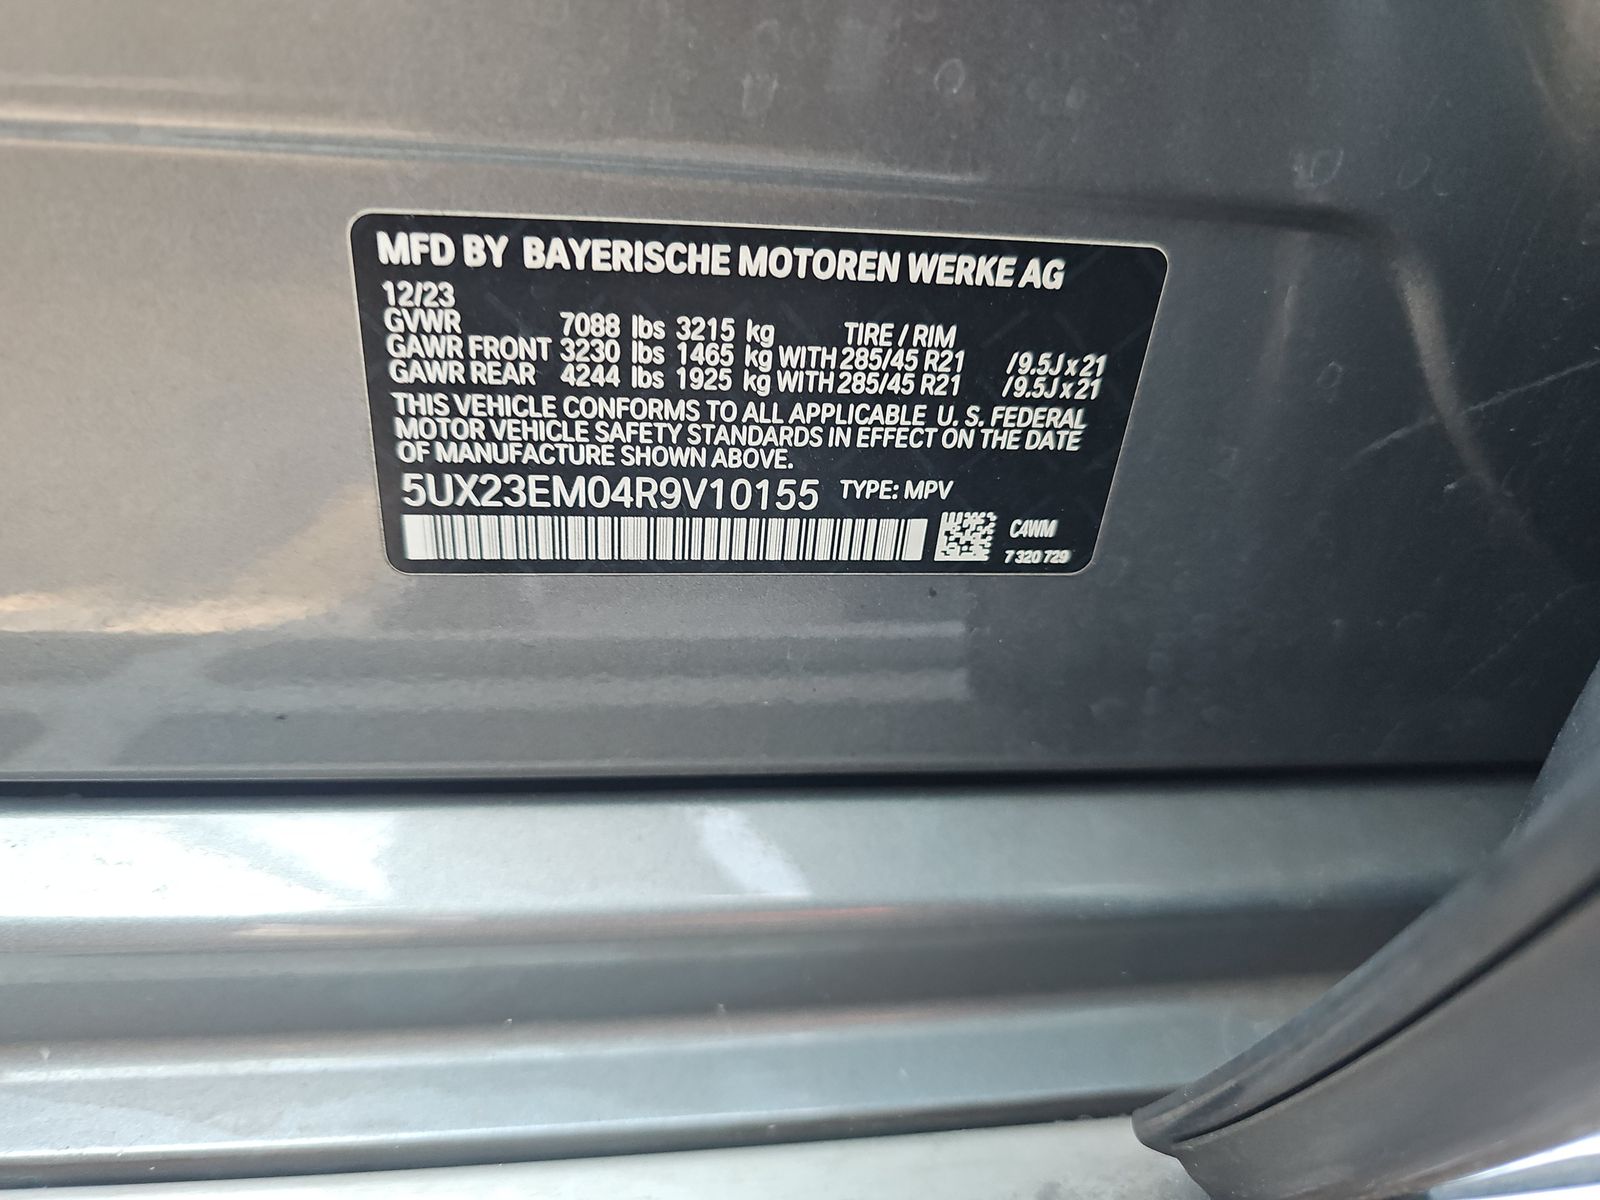 MFD BY BAYERISCHE MOTOREN WERKE AG
12/23
GVWR 7088 lbs 3215 kg TIRE / RIM
GAWR FRONT 3230 lbs 1465 kg WITH 285/45 R21 /9.5J x 21
GAWR REAR 4244 lbs 1925 kg WITH 285/45 R21 /9.5J x 21
THIS VEHICLE CONFORMS TO ALL APPLICABLE U. S. FEDERAL
MOTOR VEHICLE SAFETY STANDARDS IN EFFECT ON THE DATE
OF MANUFACTURE SHOWN ABOVE.
5UX23EM04R9V10155 TYPE: MPV
C4WM
7 320 729